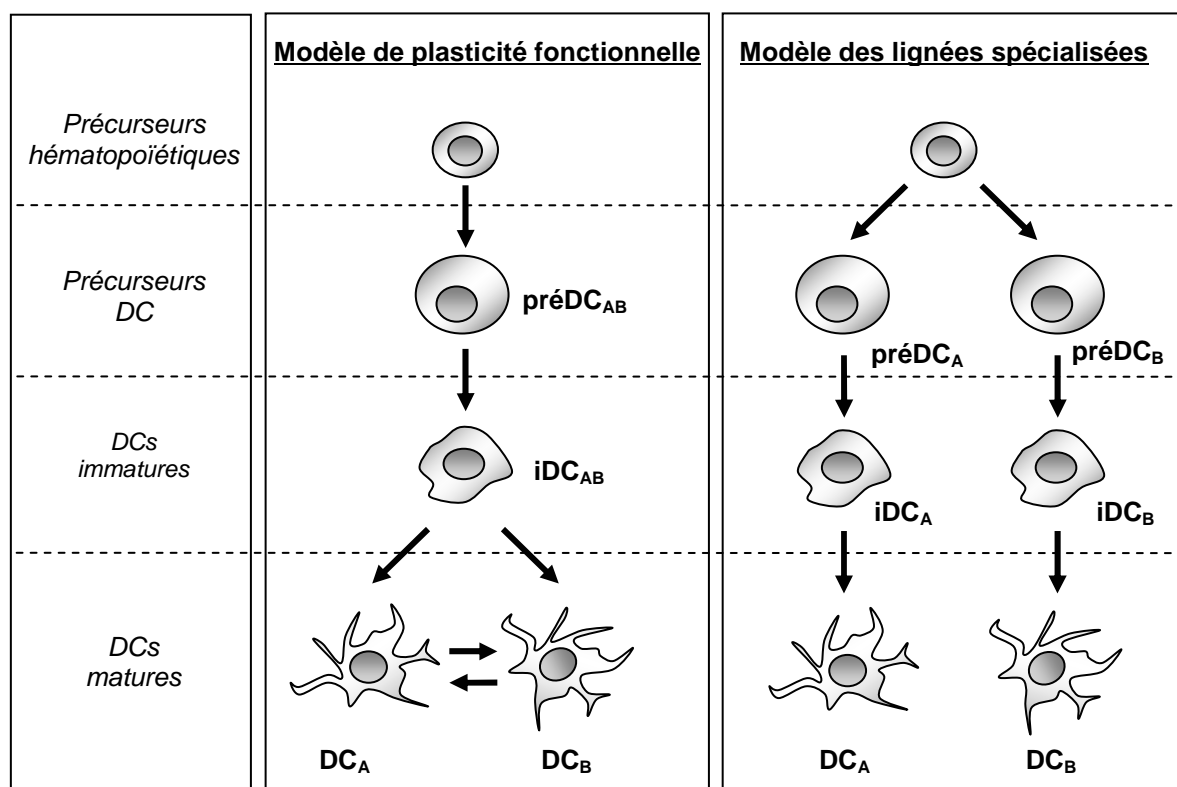 Modèle de plasticité fonctionnelle
Modèle des lignées spécialisées
Précurseurs
hématopoïétiques
Précurseurs
DC
préDCAB
préDCA
préDCB
DCs
immatures
iDCAB
iDCA
iDCB
DCs
matures
DCA
DCB
DCA
DCB